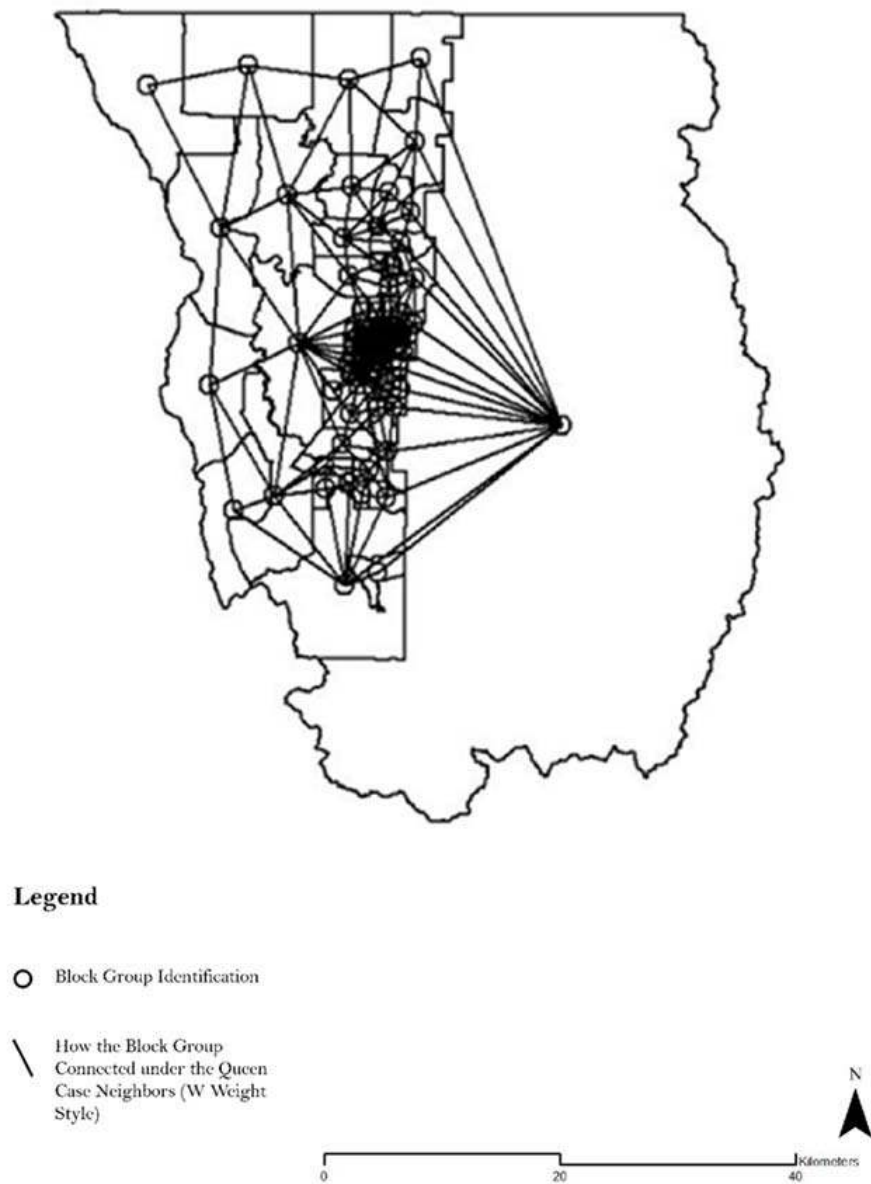 Legend
Block Group Identification
How the Block Group
Connected under the Queen
Case Neighbors (W Weight
Style)
N
Kilometers
0 20 40